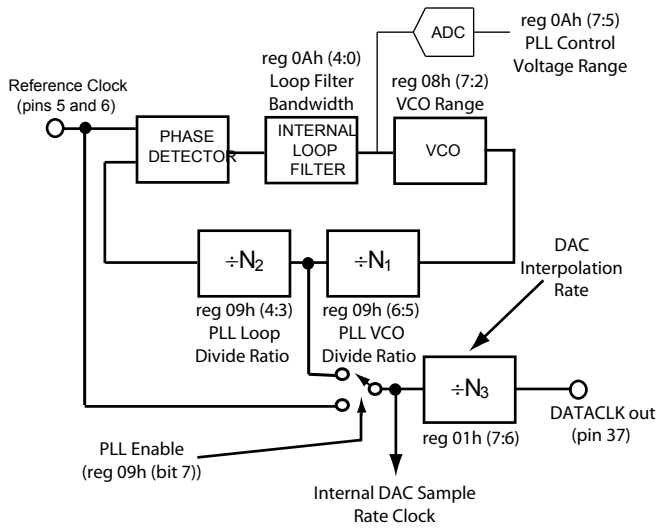 reg 0Ah (7:5)
PLL Control
Voltage Range
ADC
reg 0Ah (4:0)
Loop Filter
Bandwidth
reg 08h (7:2)
VCO Range
Reference Clock
(pins 5 and 6)
PHASE
DETECTOR
INTERNAL
LOOP
FILTER
VCO
÷N2
÷N1
DAC
Interpolation
Rate
reg 09h (4:3)
PLL Loop
Divide Ratio
reg 09h (6:5)
PLL VCO
Divide Ratio
÷N3
DATACLK out
(pin 37)
reg 01h (7:6)
PLL Enable
(reg 09h (bit 7))
Internal DAC Sample
Rate Clock